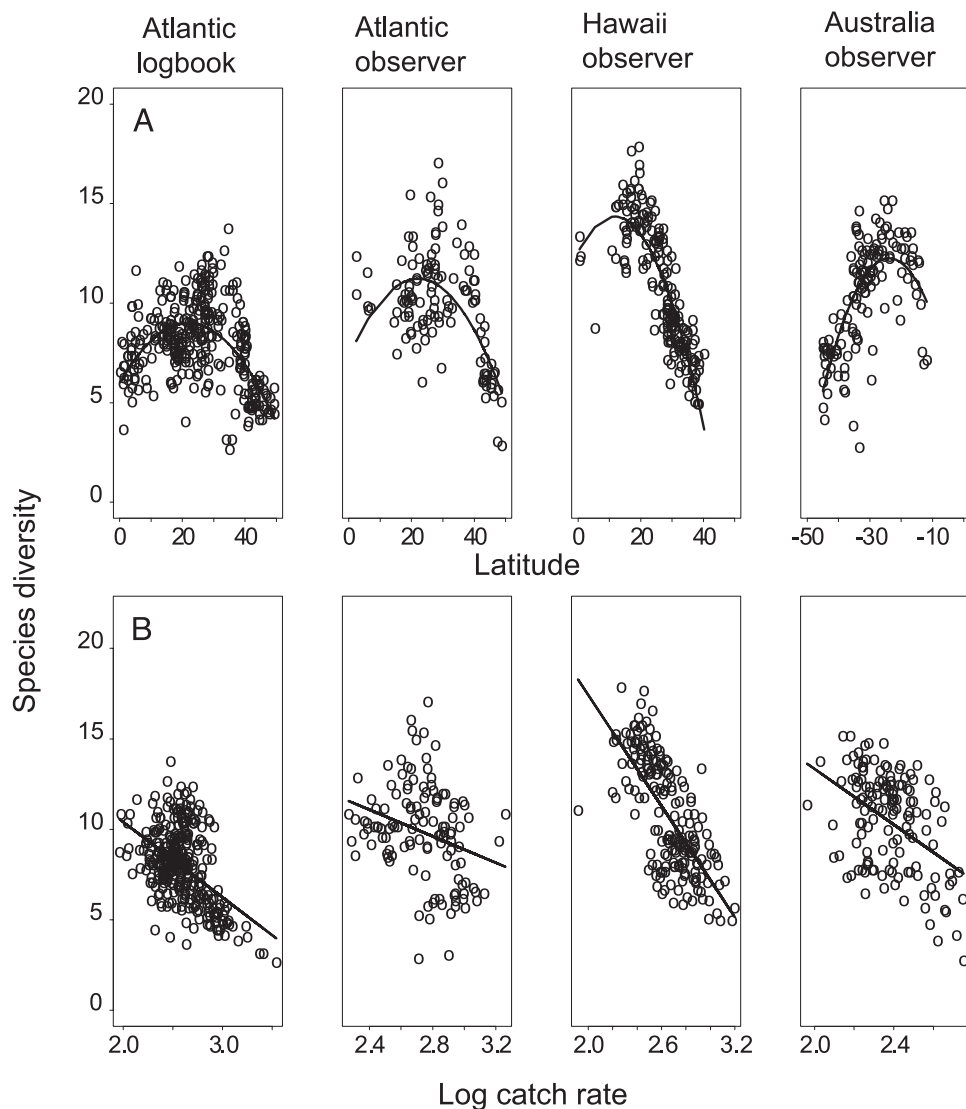 Atlantic logbook
Atlantic observer
Hawaii observer
Australia observer
Species diversity
A
20
15
10
5
0
0 20 40
0 20 40
0 20 40
-50 -30 -10
Latitude
B
20
15
10
5
0
2.0 3.0
2.4 2.8 3.2
2.0 2.6 3.2
2.0 2.4
Log catch rate